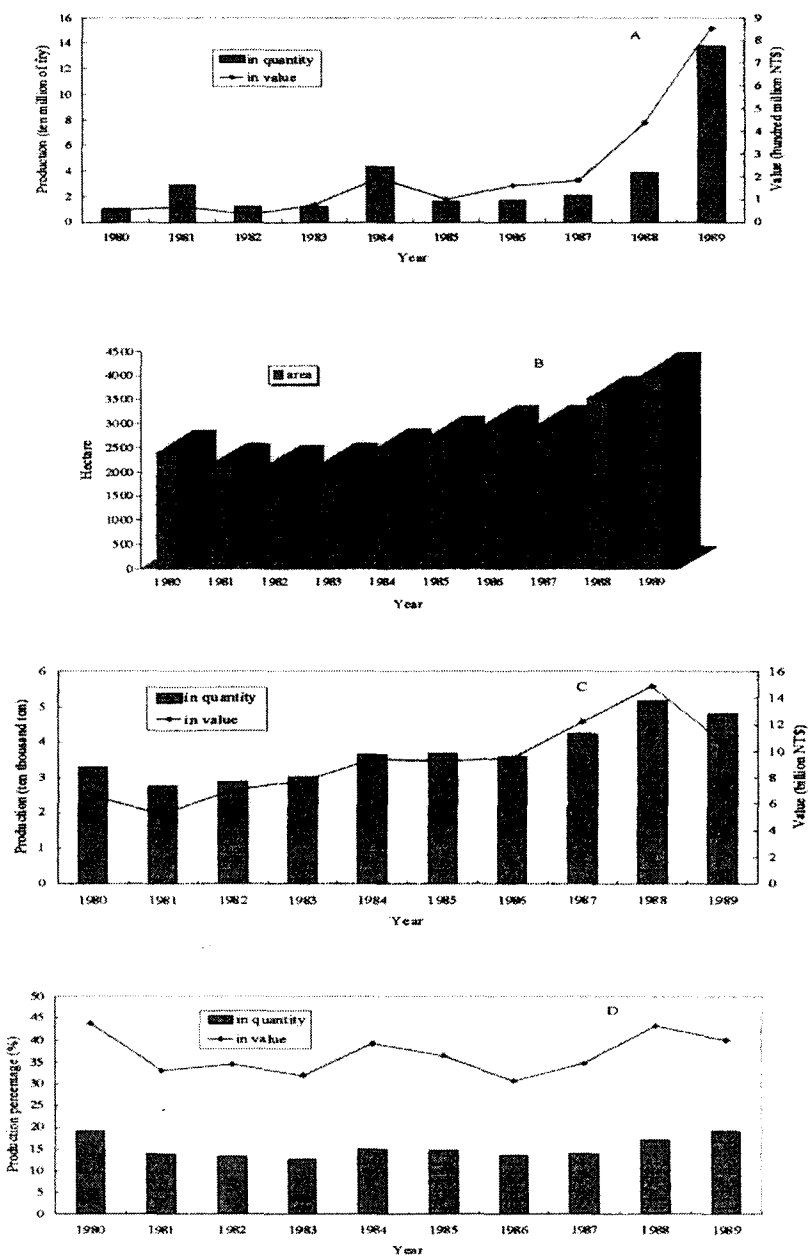 A
in quantity
in value
Production (ten million of fry)
16
14
12
10
8
6
4
2
0
Value (hundred million NT$)
9
8
7
6
5
4
3
2
1
0
1980 1981 1982 1983 1984 1985 1986 1987 1988 1989
Year
B
area
Hectare
4500
4000
3500
3000
2500
2000
1500
1000
500
0
1980 1981 1982 1983 1984 1985 1986 1987 1988 1989
Year
C
in quantity
in value
Production (ten thousand ton)
6
5
4
3
2
1
0
Value (billion NT$)
16
14
12
10
8
6
4
2
0
1980 1981 1982 1983 1984 1985 1986 1987 1988 1989
Year
D
in quantity
in value
Production percentage (%)
50
45
40
35
30
25
20
15
10
5
0
1980 1981 1982 1983 1984 1985 1986 1987 1988 1989
Year